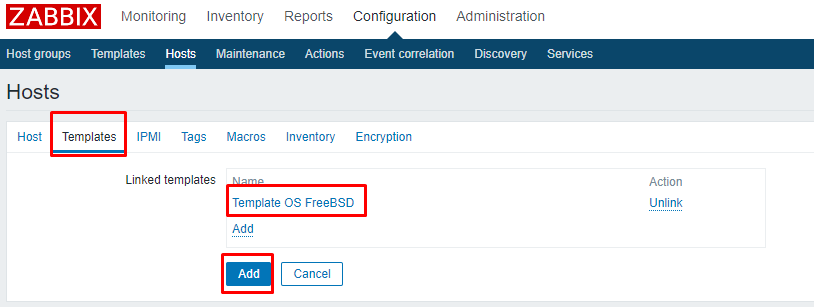 ZABBIX Monitoring Inventory Reports Configuration Administration
Host groups Templates Hosts Maintenance Actions Event correlation Discovery Services
Hosts
Host Templates IPMI Tags Macros Inventory Encryption
Linked templates Name Action
Template OS FreeBSD Unlink
Add
Add Cancel